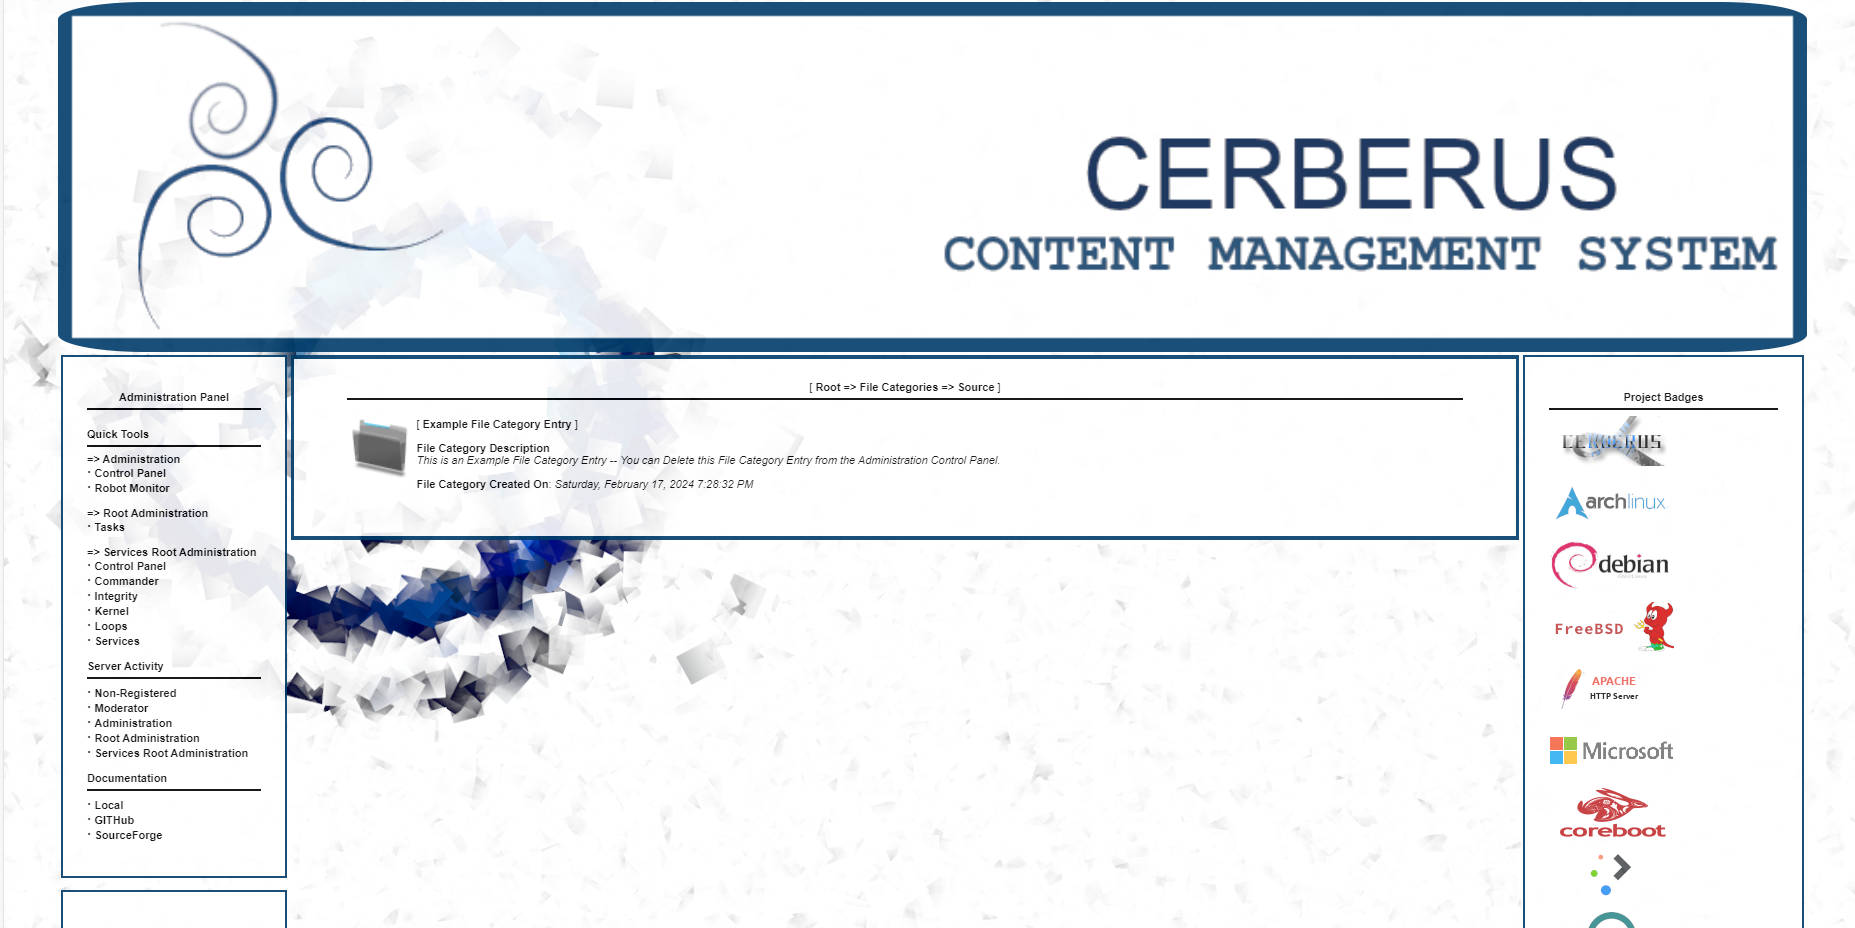 CERBERUS
CONTENT MANAGEMENT SYSTEM
Administration Panel
Quick Tools
=> Administration
· Control Panel
· Robot Monitor
=> Root Administration
· Tasks
=> Services Root Administration
· Control Panel
· Commander
· Integrity
· Kernel
· Loops
· Services
Server Activity
· Non-Registered
· Moderator
· Administration
· Root Administration
· Services Root Administration
Documentation
· Local
· GITHub
· SourceForge
[ Root => File Categories => Source ]
[ Example File Category Entry ]
File Category Description
This is an Example File Category Entry -- You can Delete this File Category Entry from the Administration Control Panel.
File Category Created On: Saturday, February 17, 2024 7:28:32 PM
Project Badges
CERBERUS
archlinux
debian
FreeBSD
APACHE
HTTP Server
Microsoft
coreboot